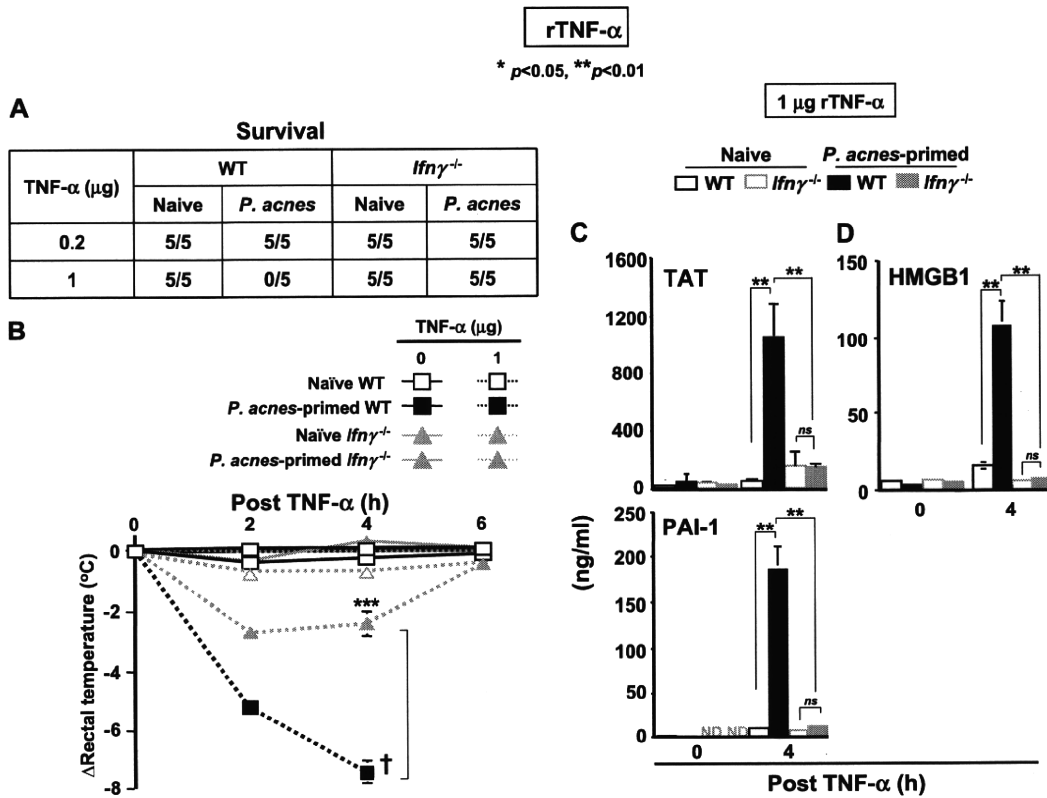 rTNF-α
* p<0.05, **p<0.01
1 μg rTNF-α
Naive P. acnes-primed
WT Ifnγ-/- WT Ifnγ-/-
A
Survival
TNF-α (μg) WT Ifnγ-/-
Naive P. acnes Naive P. acnes
0.2 5/5 5/5 5/5 5/5
1 5/5 0/5 5/5 5/5
B
TNF-α (μg)
0 1
Naïve WT
P. acnes-primed WT
Naïve Ifnγ-/-
P. acnes-primed Ifnγ-/-
Post TNF-α (h)
0 2 4 6
0
-2
-4
-6
-8
ΔRectal temperature (°C)
***
†
C
TAT
1600
1200
800
400
0
** **
ns
D
HMGB1
150
100
50
0
** **
ns
0 4
PAI-1
250
200
150
100
50
0
(ng/ml)
** **
ns
ND ND
0 4
Post TNF-α (h)